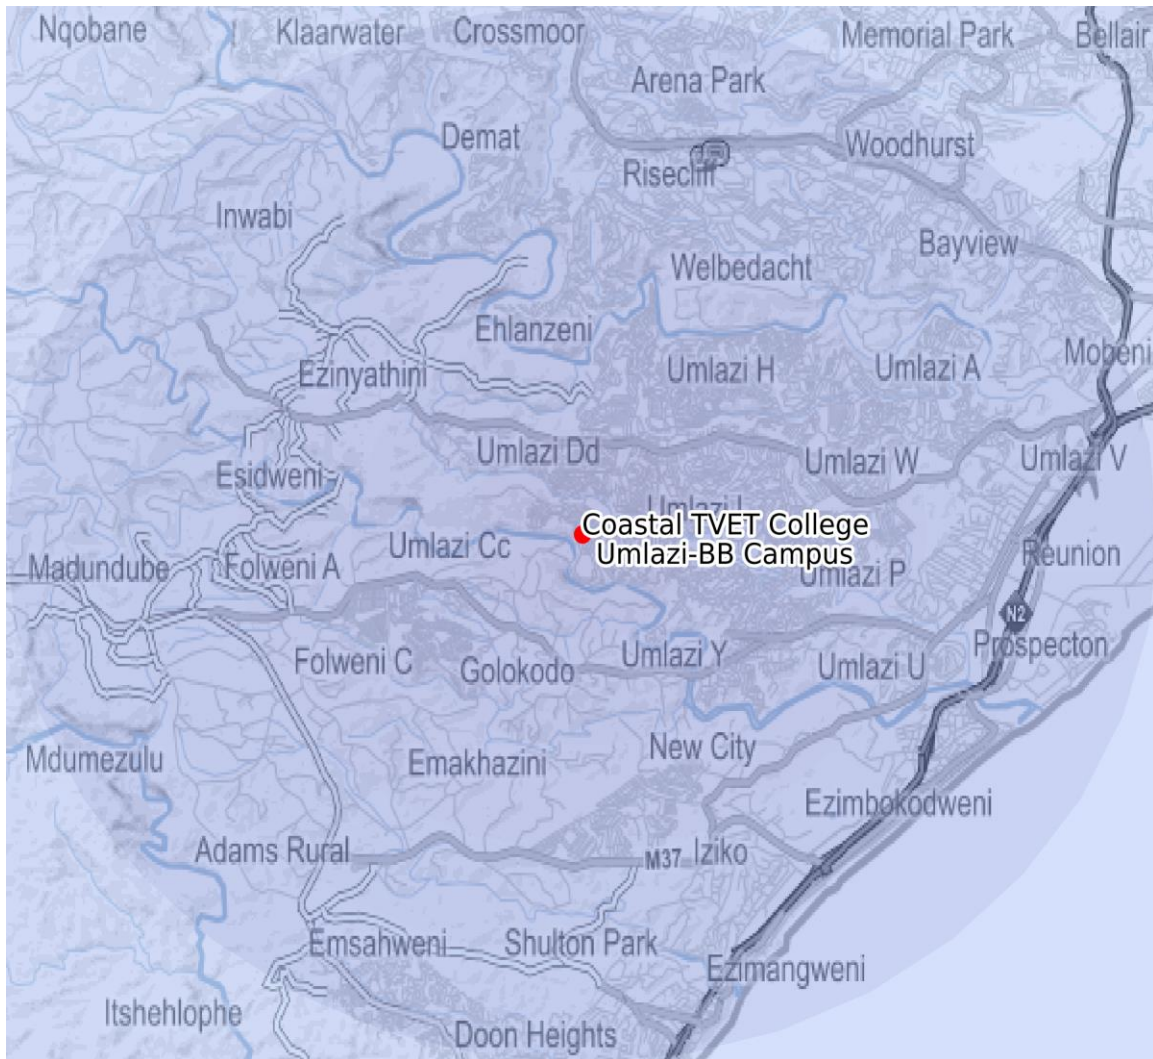 Nqobane
Klaarwater
Crossmoor
Memorial Park
Bellair
Arena Park
Demat
Woodhurst
Risecliff
Inwabi
Bayview
Welbedacht
Ehlanzeni
Mobeni
Ezinyathini
Umlazi H
Umlazi A
Umlazi Dd
Umlazi W
Umlazi V
Esidweni
Umlazi
Coastal TVET College
Umlazi-BB Campus
Umlazi Cc
Reunion
Madundube
Folweni A
Umlazi P
N2
Prospecton
Folweni C
Golokodo
Umlazi Y
Umlazi U
Mdumezulu
Emakhazini
New City
Ezimbokodweni
Adams Rural
M37
Iziko
Emsahweni
Shulton Park
Ezimangweni
Itshehlophe
Doon Heights